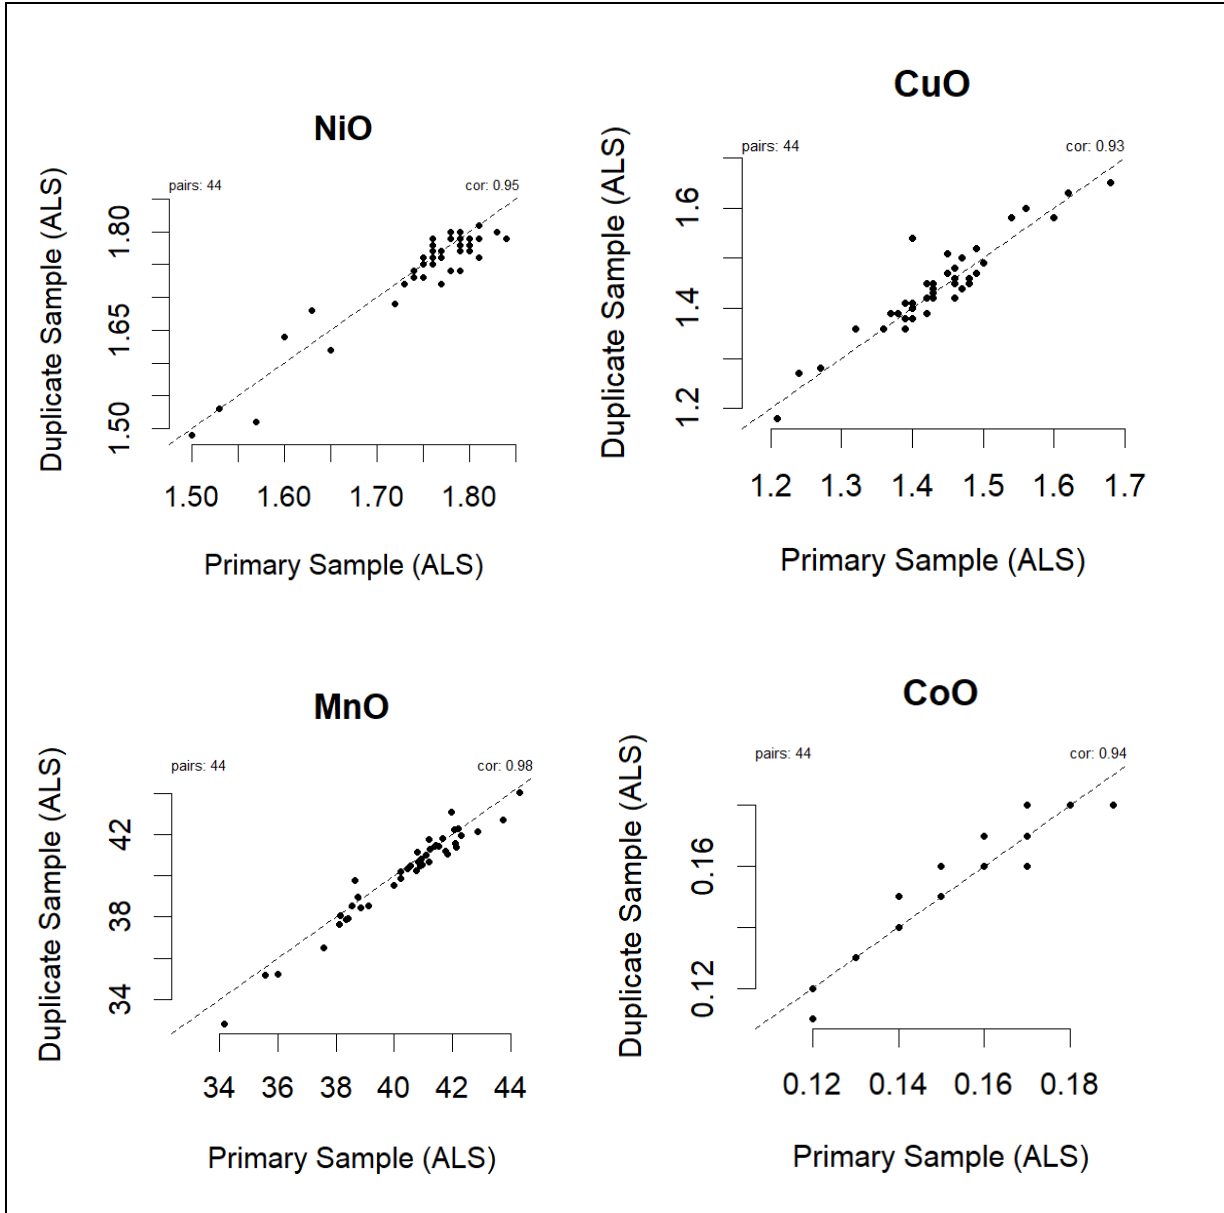 NiO
pairs: 44
cor: 0.95
Duplicate Sample (ALS)
1.80
1.65
1.50
1.50 1.60 1.70 1.80
Primary Sample (ALS)
CuO
pairs: 44
cor: 0.93
Duplicate Sample (ALS)
1.6
1.4
1.2
1.2 1.3 1.4 1.5 1.6 1.7
Primary Sample (ALS)
MnO
pairs: 44
cor: 0.98
Duplicate Sample (ALS)
42
38
34
34 36 38 40 42 44
Primary Sample (ALS)
CoO
pairs: 44
cor: 0.94
Duplicate Sample (ALS)
0.16
0.12
0.12 0.14 0.16 0.18
Primary Sample (ALS)